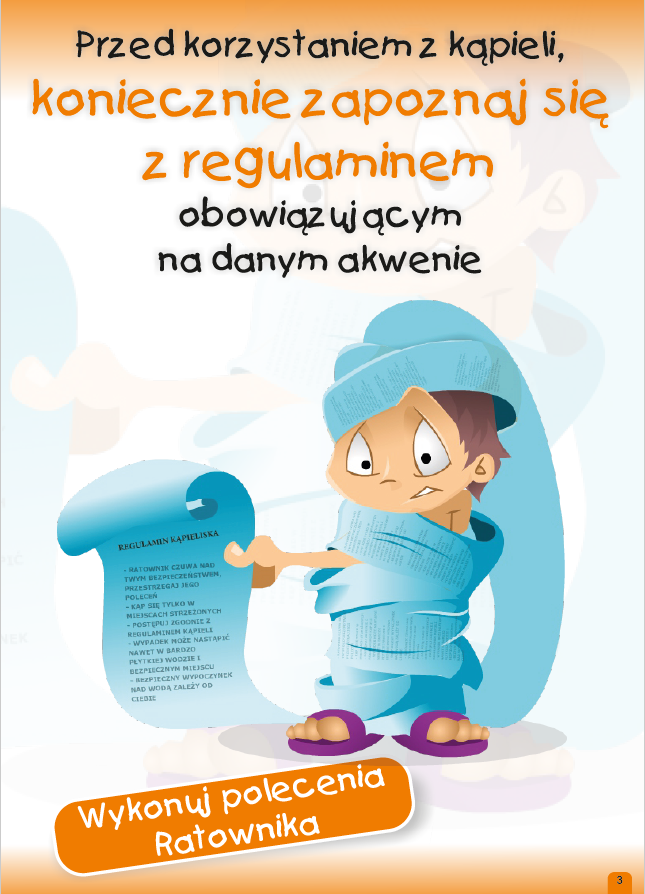 Przed korzystaniem z kąpieli,
koniecznie zapoznaj się
z regulaminem
obowiązującym
na danym akwenie
REGULAMIN KĄPIELISKA
- RATOWNIK CZUWA NAD
TWYM BEZPIECZEŃSTWEM,
PRZESTRZEGAJ JEGO
POLECEŃ
- KĄP SIĘ TYLKO W
MIEJSCACH STRZEŻONYCH
- POSTĘPUJ ZGODNIE Z
REGULAMINEM KĄPIELI
- WYPADEK MOŻE NASTĄPIĆ
NAWET W BARDZO
PŁYTKIEJ WODZIE I
BEZPIECZNYM MIEJSCU
- BEZPIECZNY WYPOCZYNEK
NAD WODĄ ZALEŻY OD
CIEBIE
Wykonuj polecenia
Ratownika
3